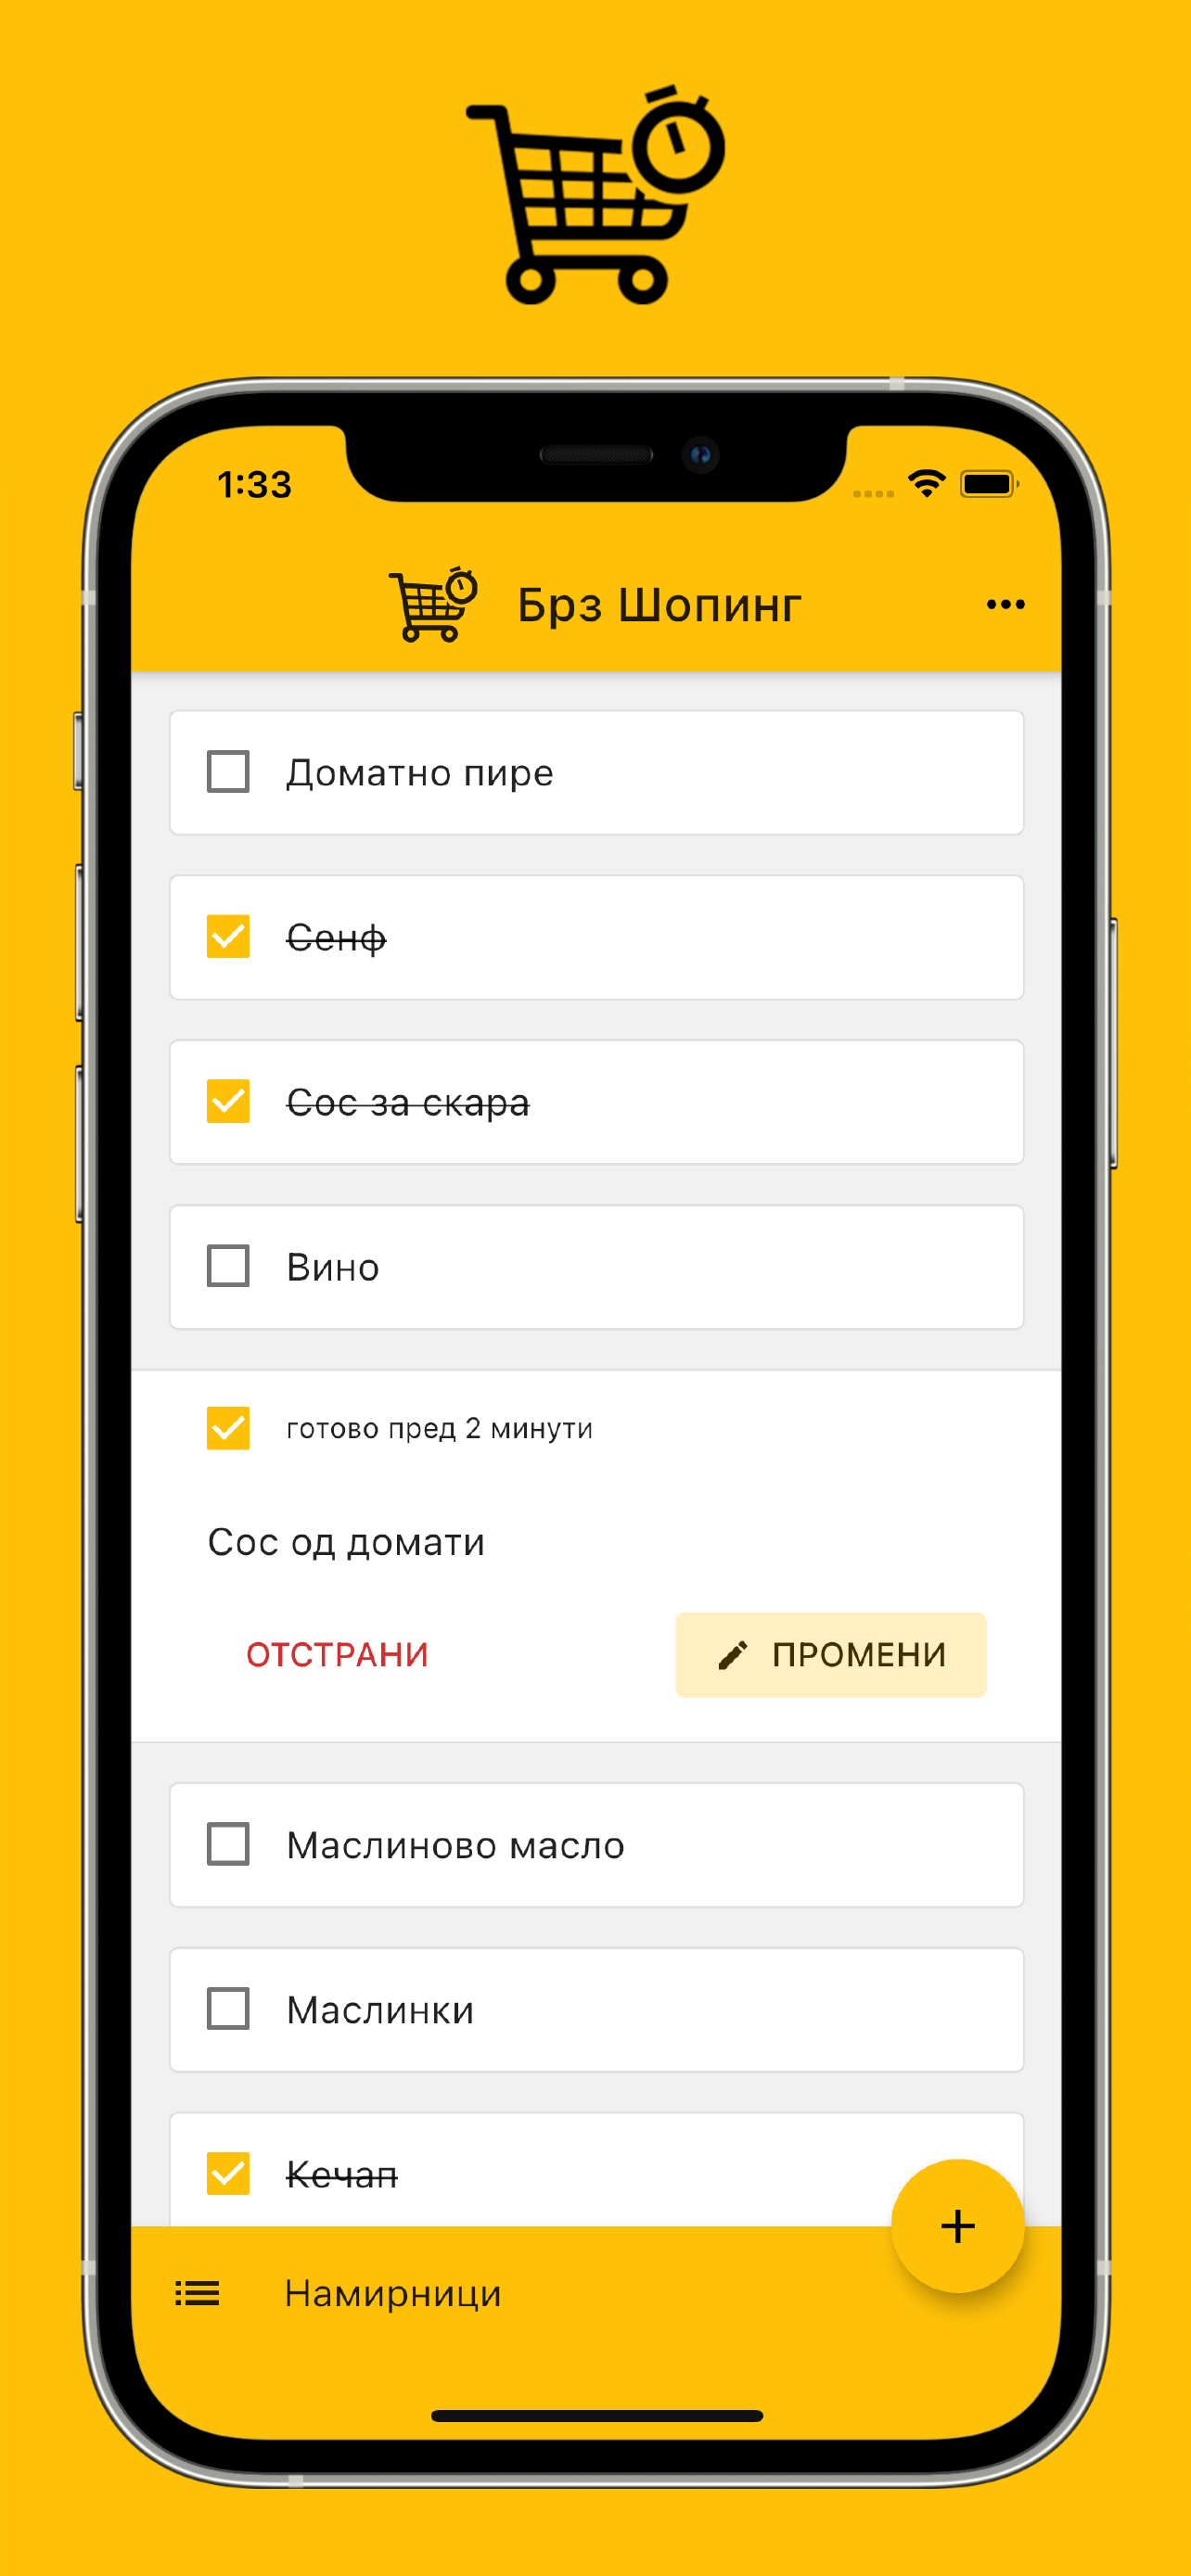 1:33
Брз Шопинг
Доматно пире
Сенф
Сос за скара
Вино
готово пред 2 минути
Сос од домати
ОТСТРАНИ
ПРОМЕНИ
Маслиново масло
Маслинки
Кечап
Намирници